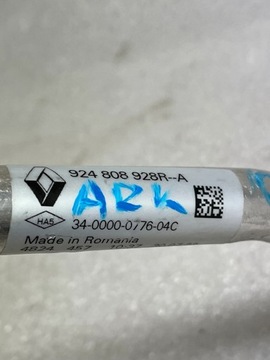 924 808 928R--A
ARK
HA5
34-0000-0776-04C
Made in Romania